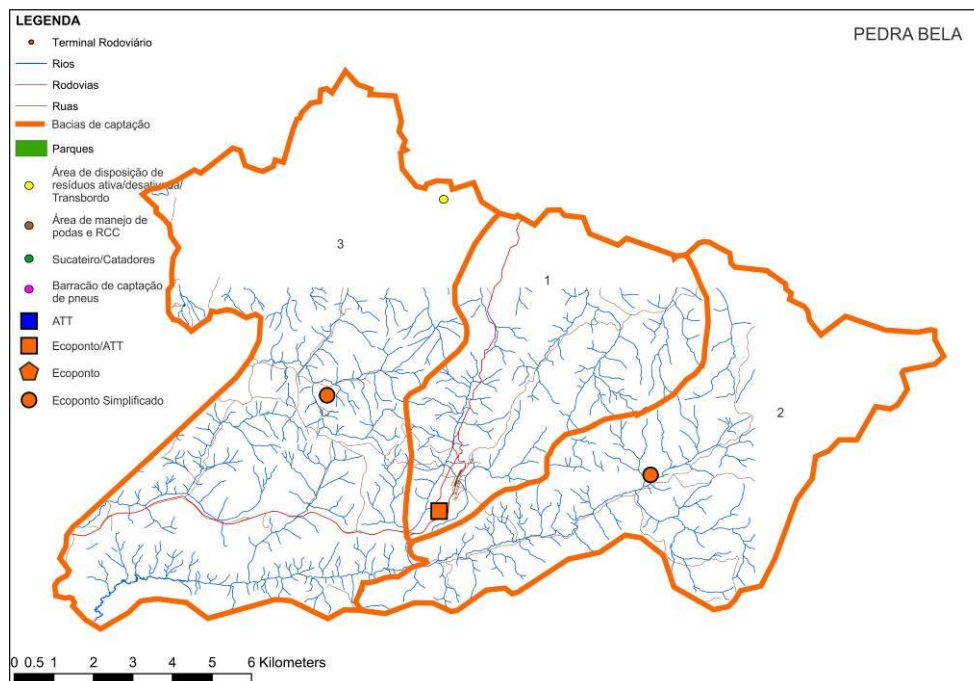 LEGENDA
PEDRA BELA
Terminal Rodoviário
Rios
Rodovias
Ruas
Bacias de captação
Parques
Área de disposição de
resíduos ativa/desativada/
Transbordo
Área de manejo de
podas e RCC
Sucateiro/Catadores
Barracão de captação
de pneus
ATT
Ecoponto/ATT
Ecoponto
Ecoponto Simplificado
3
1
2
0 0.5 1 2 3 4 5 6 Kilometers